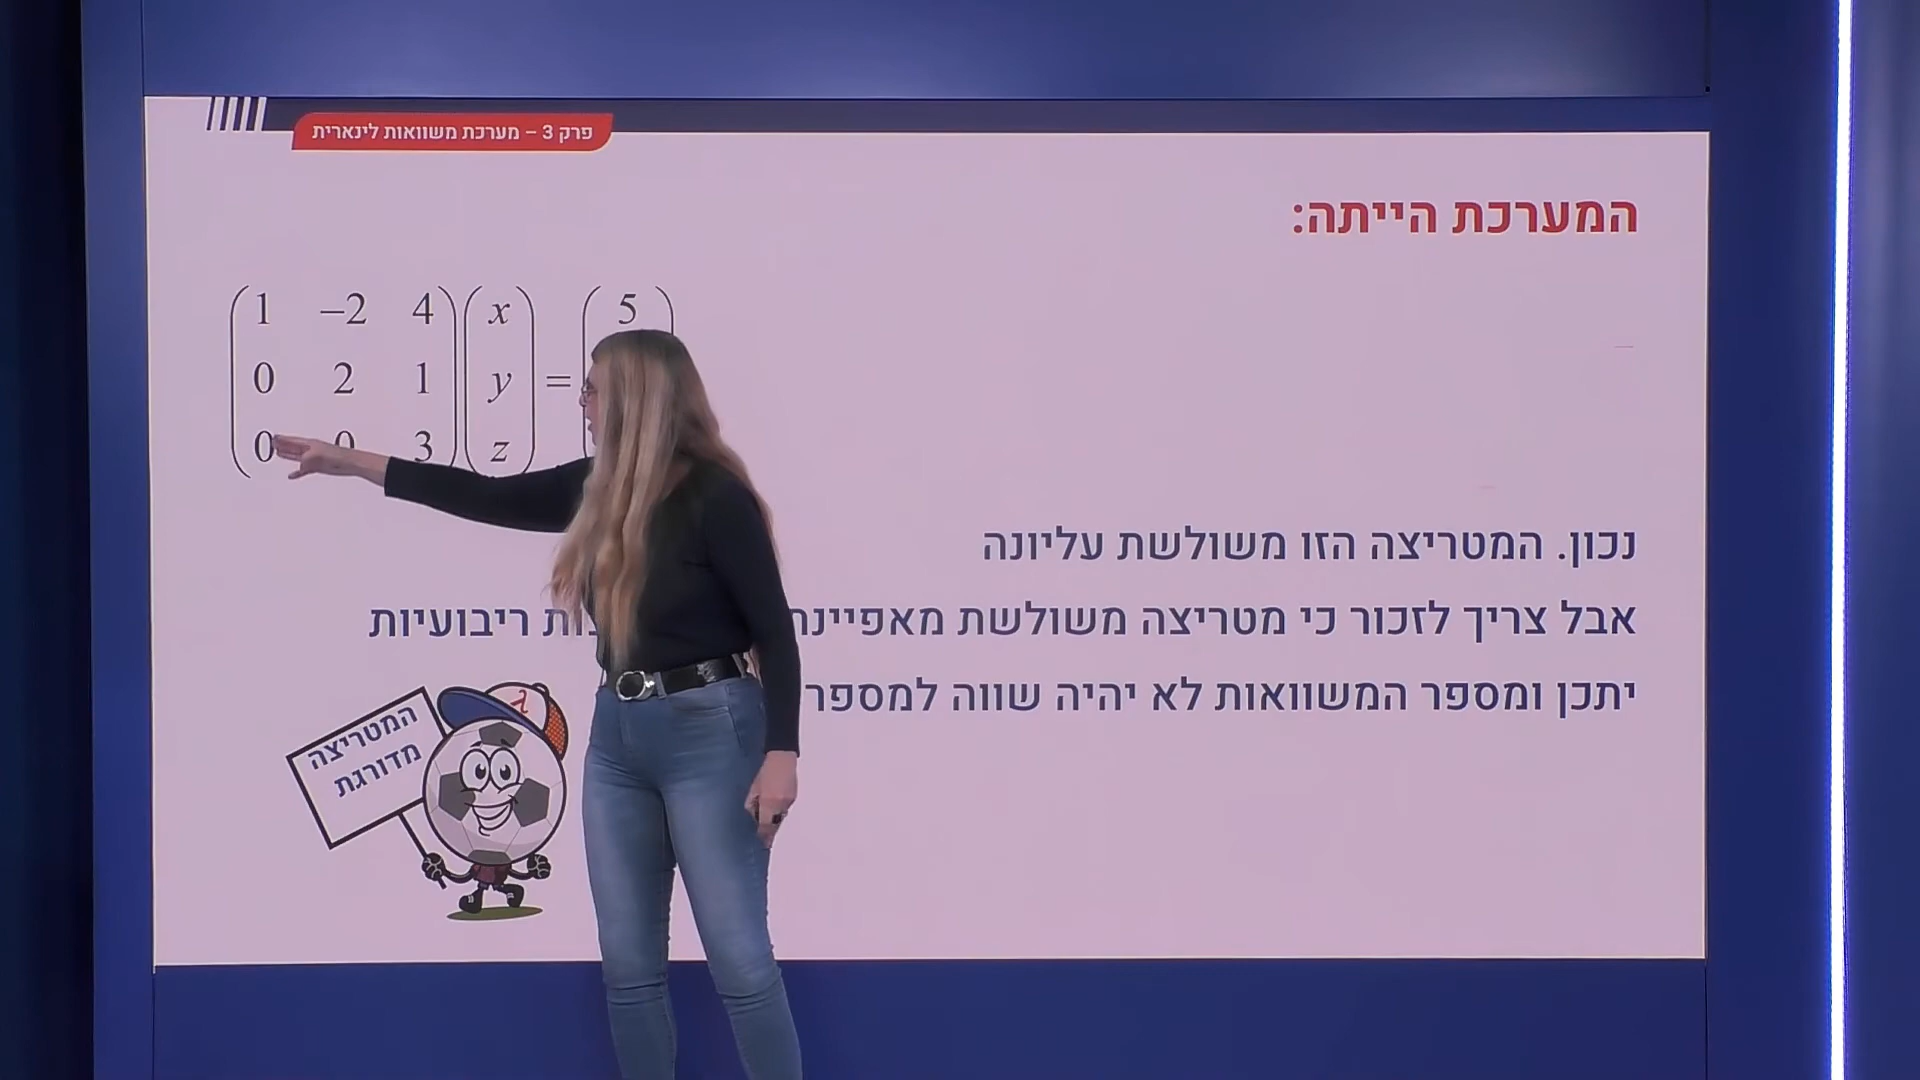 פרק 3 – מערכת משוואות לינארית
המערכת הייתה:
1 −2 4 x 5
0 2 1 y =
0 0 3 z
נכון. המטריצה הזו משולשת עליונה
אבל צריך לזכור כי מטריצה משולשת ריבועיות
יתכן ומספר המשוואות לא יהיה שווה למספר
המטריצה
מדורגת